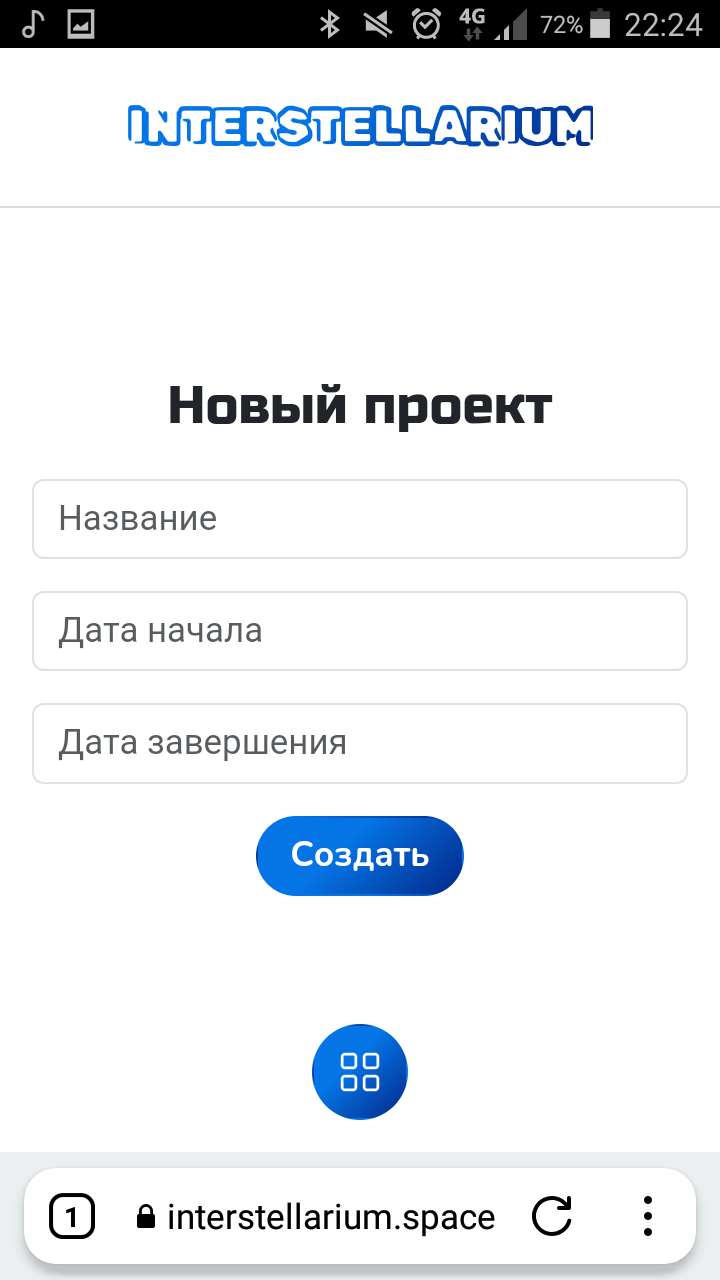 4G 72% 22:24
INTERSTELLARIUM
Новый проект
Название
Дата начала
Дата завершения
Создать
1 interstellarium.space